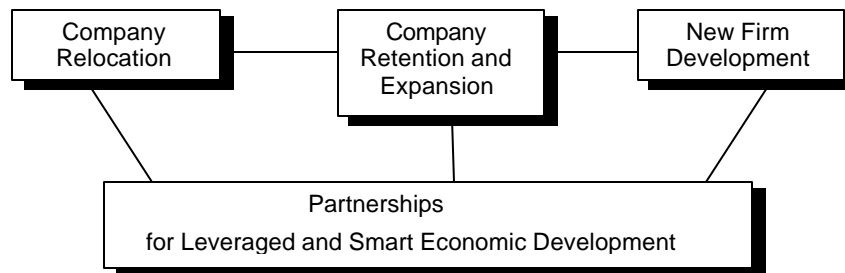 Company
Relocation
Company
Retention and
Expansion
New Firm
Development
Partnerships
for Leveraged and Smart Economic Development